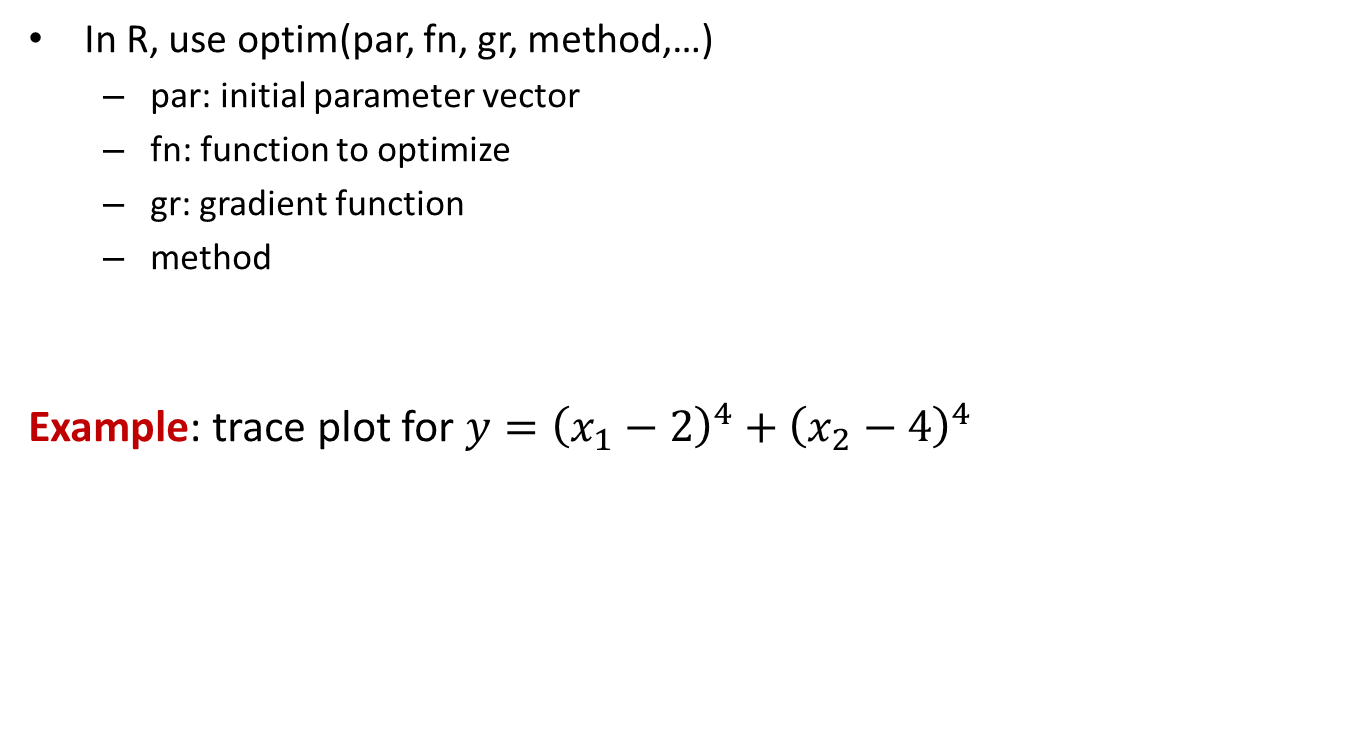 • In R, use optim(par, fn, gr, method,…)
– par: initial parameter vector
– fn: function to optimize
– gr: gradient function
– method
Example: trace plot for 𝑦 = (𝑥₁ − 2)⁴ + (𝑥₂ − 4)⁴